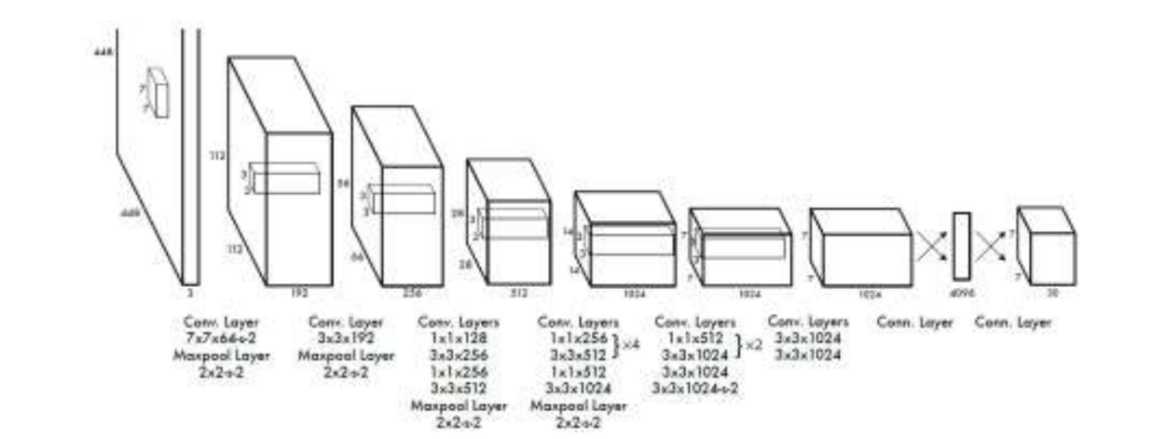 448
7
7
448
3
112
3
3
112
192
56
3
3
56
256
28
3
3
28
512
14
3
3
14
1024
7
3
3
7
1024
7
7
1024
4096
7
7
30
Conv. Layer
7x7x64-s-2
Maxpool Layer
2x2-s-2
Conv. Layer
3x3x192
Maxpool Layer
2x2-s-2
Conv. Layers
1x1x128
3x3x256
1x1x256
3x3x512
Maxpool Layer
2x2-s-2
Conv. Layers
1x1x256
3x3x512 }×4
1x1x512
3x3x1024
Maxpool Layer
2x2-s-2
Conv. Layers
1x1x512
3x3x1024 }×2
3x3x1024
3x3x1024-s-2
Conv. Layers
3x3x1024
3x3x1024
Conn. Layer
Conn. Layer